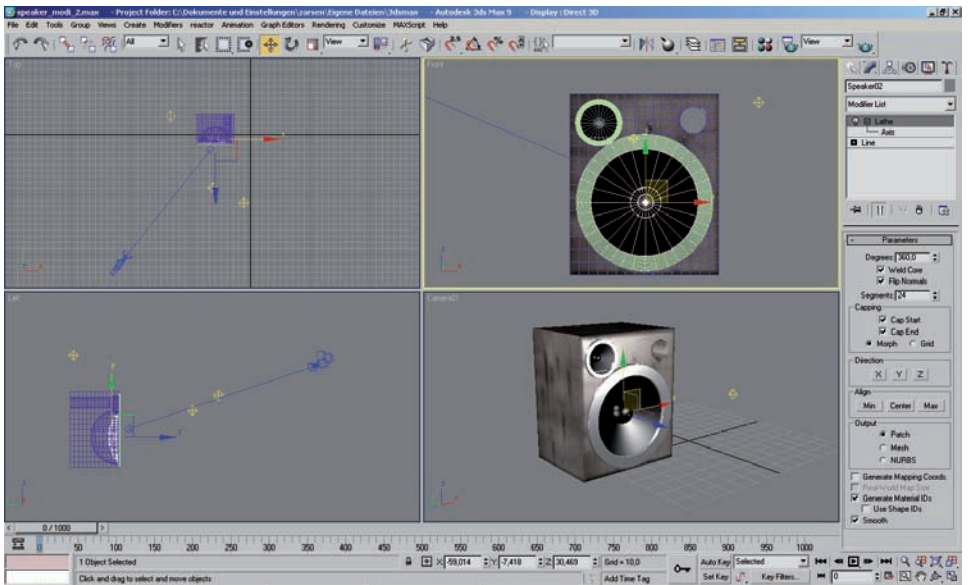 speaker_modi_2.max - Project Folder: C:\Dokumente und Einstellungen\zarsen\Eigene Dateien\3dsmax - Autodesk 3ds Max 9 - Display : Direct 3D
File Edit Tools Group Views Create Modifiers reactor Animation Graph Editors Rendering Customize MAXScript Help
All
View
View
Top
Front
Left
Camera01
Speaker02
Modifier List
Lathe
Axis
Line
Parameters
Degrees: 360,0
Weld Core
Flip Normals
Segments: 24
Capping
Cap Start
Cap End
Morph Grid
Direction
X Y Z
Align
Min Center Max
Output
Patch
Mesh
NURBS
Generate Mapping Coords.
Real-World Map Size
Generate Material IDs
Use Shape IDs
Smooth
0 / 1000
0 50 100 150 200 250 300 350 400 450 500 550 600 650 700 750 800 850 900 950 1000
1 Object Selected
X: -59,014 Y: -7,418 Z: 30,469 Grid = 10,0
Auto Key Selected
Click and drag to select and move objects
Add Time Tag
Set Key Key Filters... 0